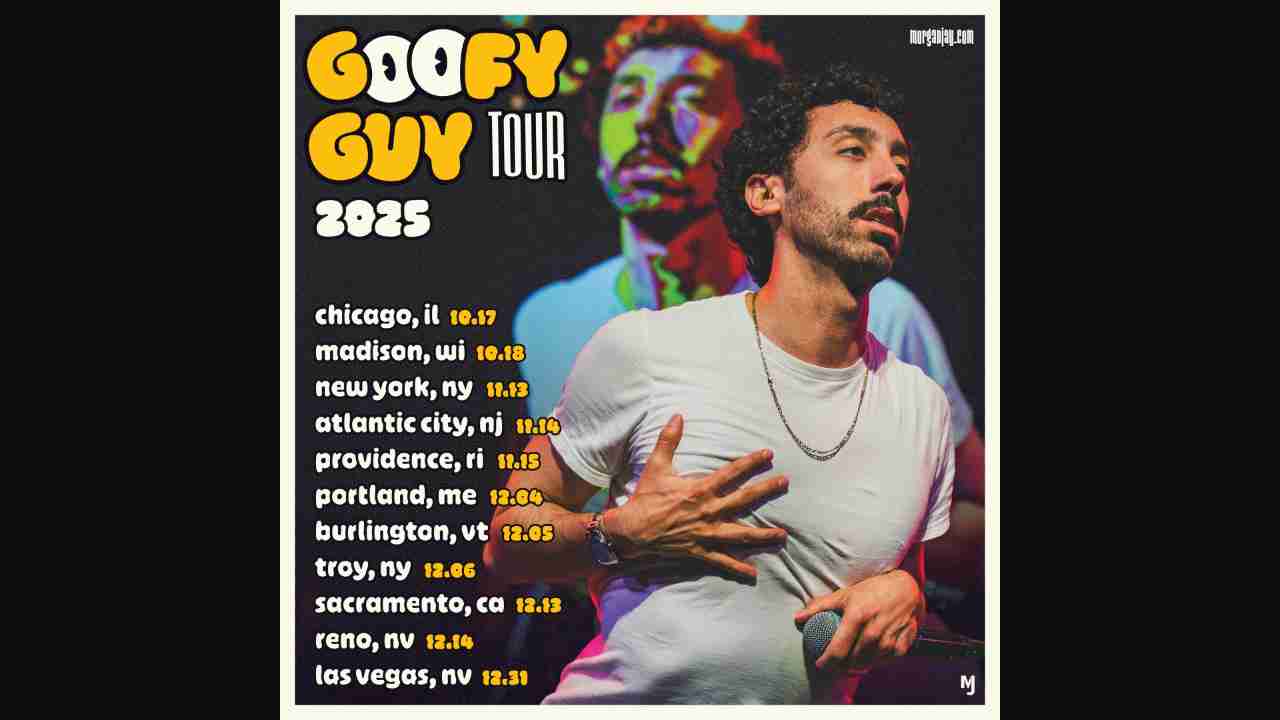 GOOFY
GUY TOUR
2025
morganjay.com
chicago, il 10.17
madison, wi 10.18
new york, ny 11.13
atlantic city, nj 11.14
providence, ri 11.15
portland, me 12.04
burlington, vt 12.05
troy, ny 12.06
sacramento, ca 12.13
reno, nv 12.14
las vegas, nv 12.31
MJ